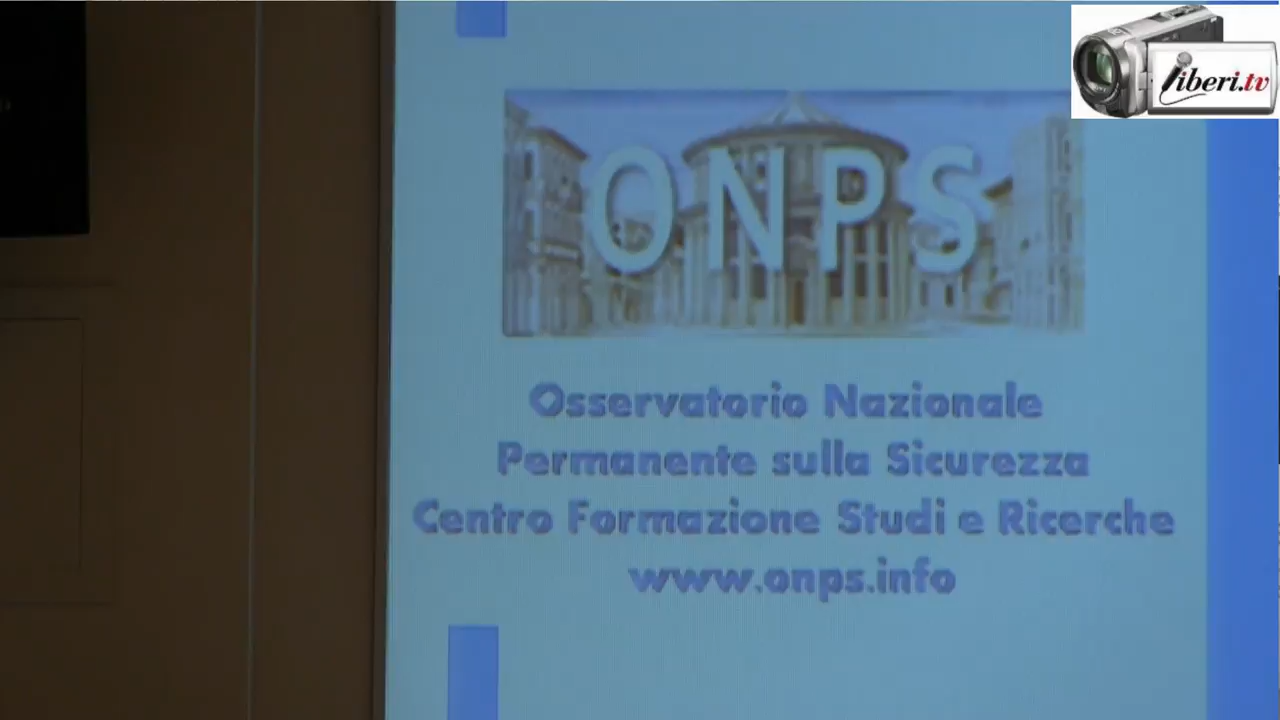 liberi.tv
ONPS
Osservatorio Nazionale
Permanente sulla Sicurezza
Centro Formazione Studi e Ricerche
www.onps.info